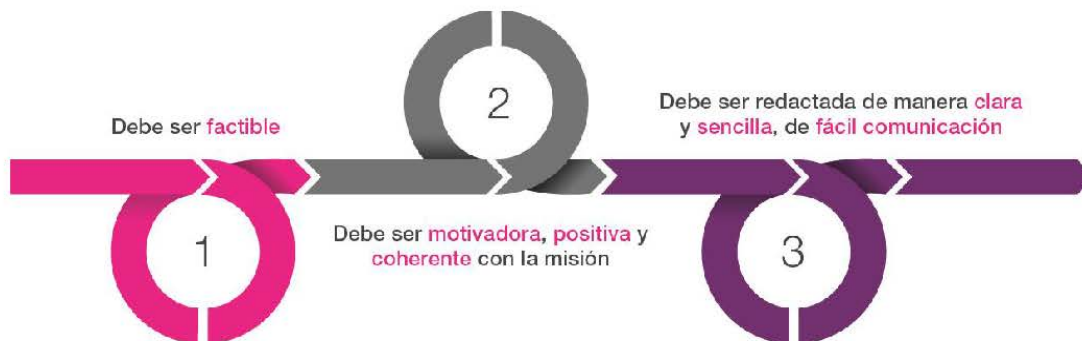 1
Debe ser factible
2
Debe ser motivadora, positiva y
coherente con la misión
3
Debe ser redactada de manera clara
y sencilla, de fácil comunicación